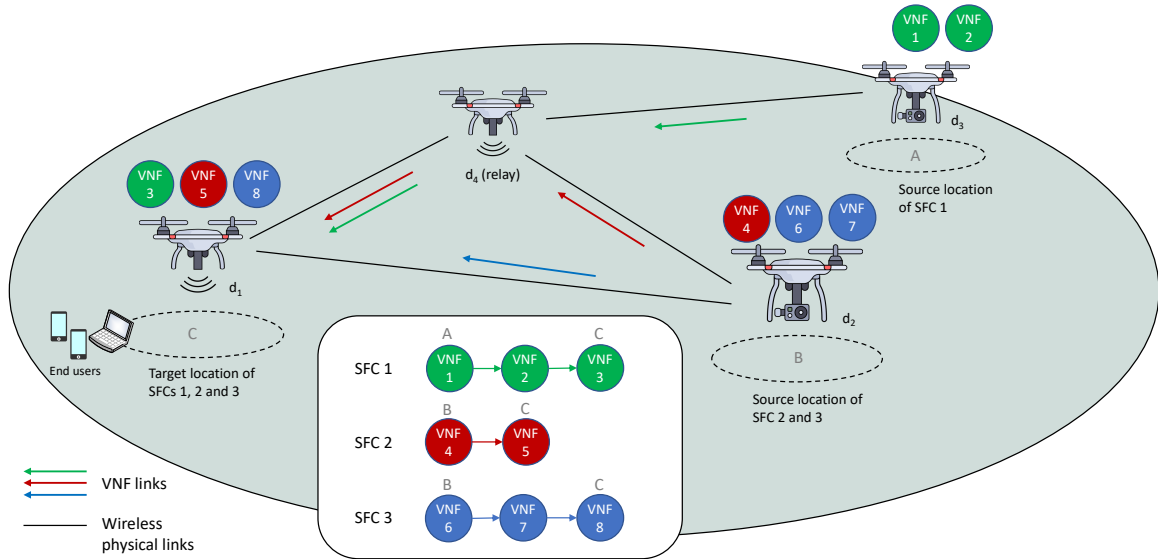 VNF
1
VNF
2
d3
A
Source location
of SFC 1
d4 (relay)
VNF
3
VNF
5
VNF
8
d1
VNF
4
VNF
6
VNF
7
d2
C
End users
Target location of
SFCs 1, 2 and 3
B
Source location of
SFC 2 and 3
A
C
SFC 1
VNF
1
VNF
2
VNF
3
B
C
SFC 2
VNF
4
VNF
5
B
C
SFC 3
VNF
6
VNF
7
VNF
8
VNF links
Wireless
physical links